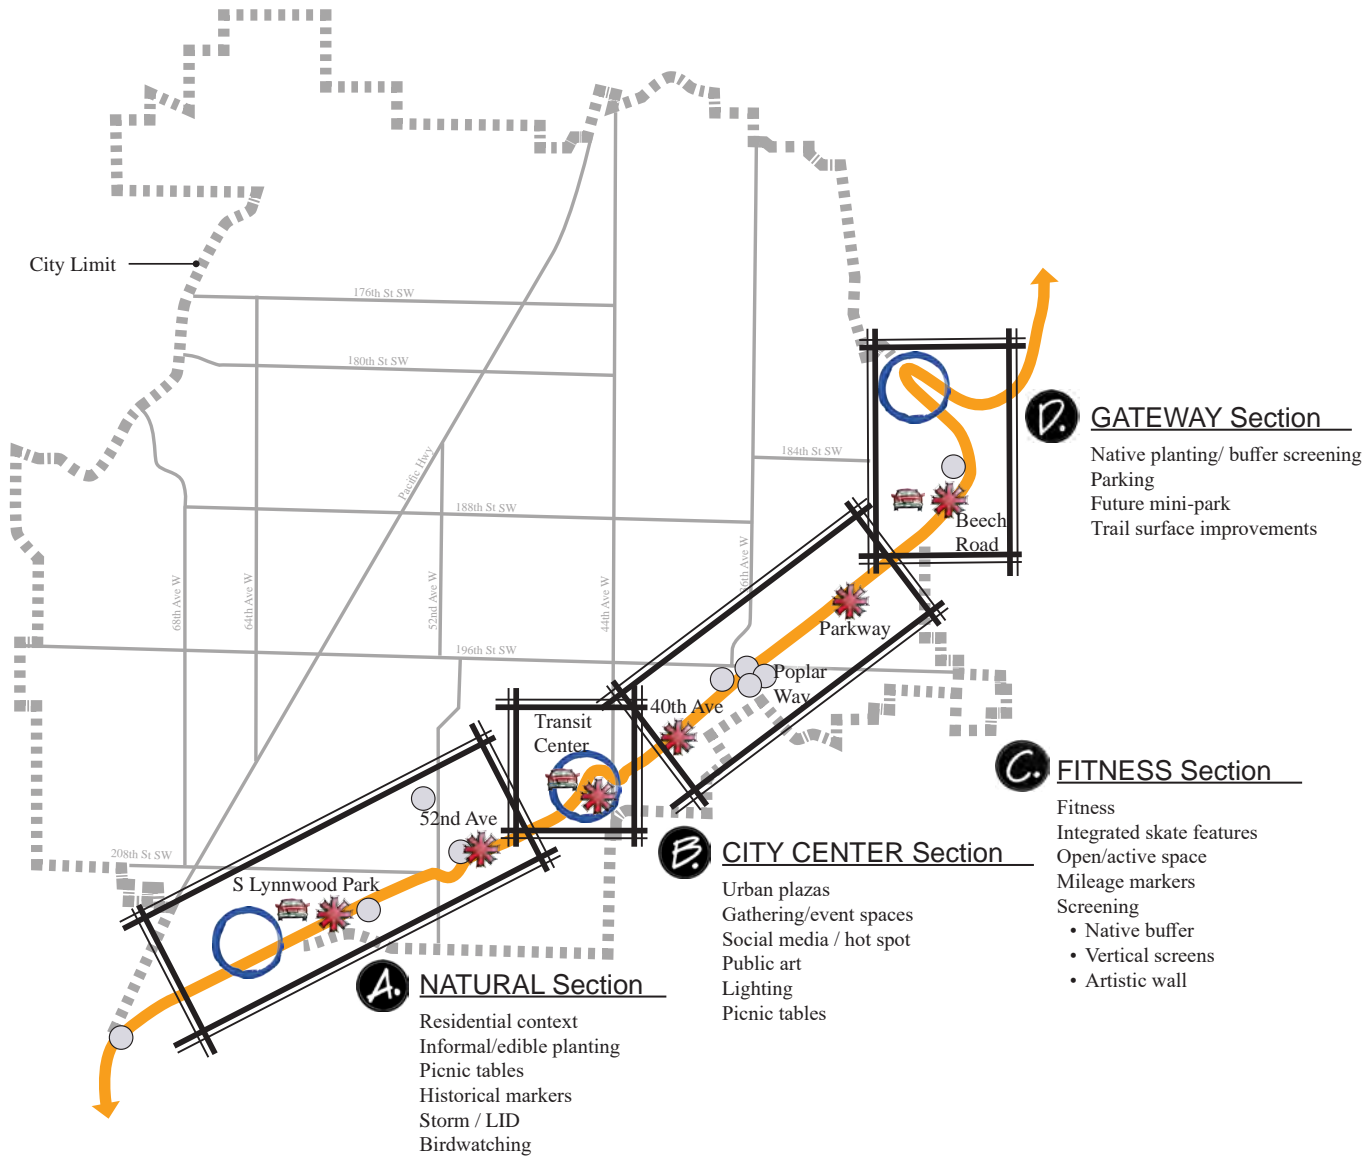 City Limit
176th St SW
180th St SW
Pacific Hwy
184th St SW
188th St SW
68th Ave W
64th Ave W
52nd Ave W
44th Ave W
6th Ave W
196th St SW
208th St SW
Beech
Road
Parkway
Poplar
Way
40th Ave
Transit
Center
52nd Ave
S Lynnwood Park
D.
GATEWAY Section
Native planting/ buffer screening
Parking
Future mini-park
Trail surface improvements
C.
FITNESS Section
Fitness
Integrated skate features
Open/active space
Mileage markers
Screening
• Native buffer
• Vertical screens
• Artistic wall
B.
CITY CENTER Section
Urban plazas
Gathering/event spaces
Social media / hot spot
Public art
Lighting
Picnic tables
A.
NATURAL Section
Residential context
Informal/edible planting
Picnic tables
Historical markers
Storm / LID
Birdwatching